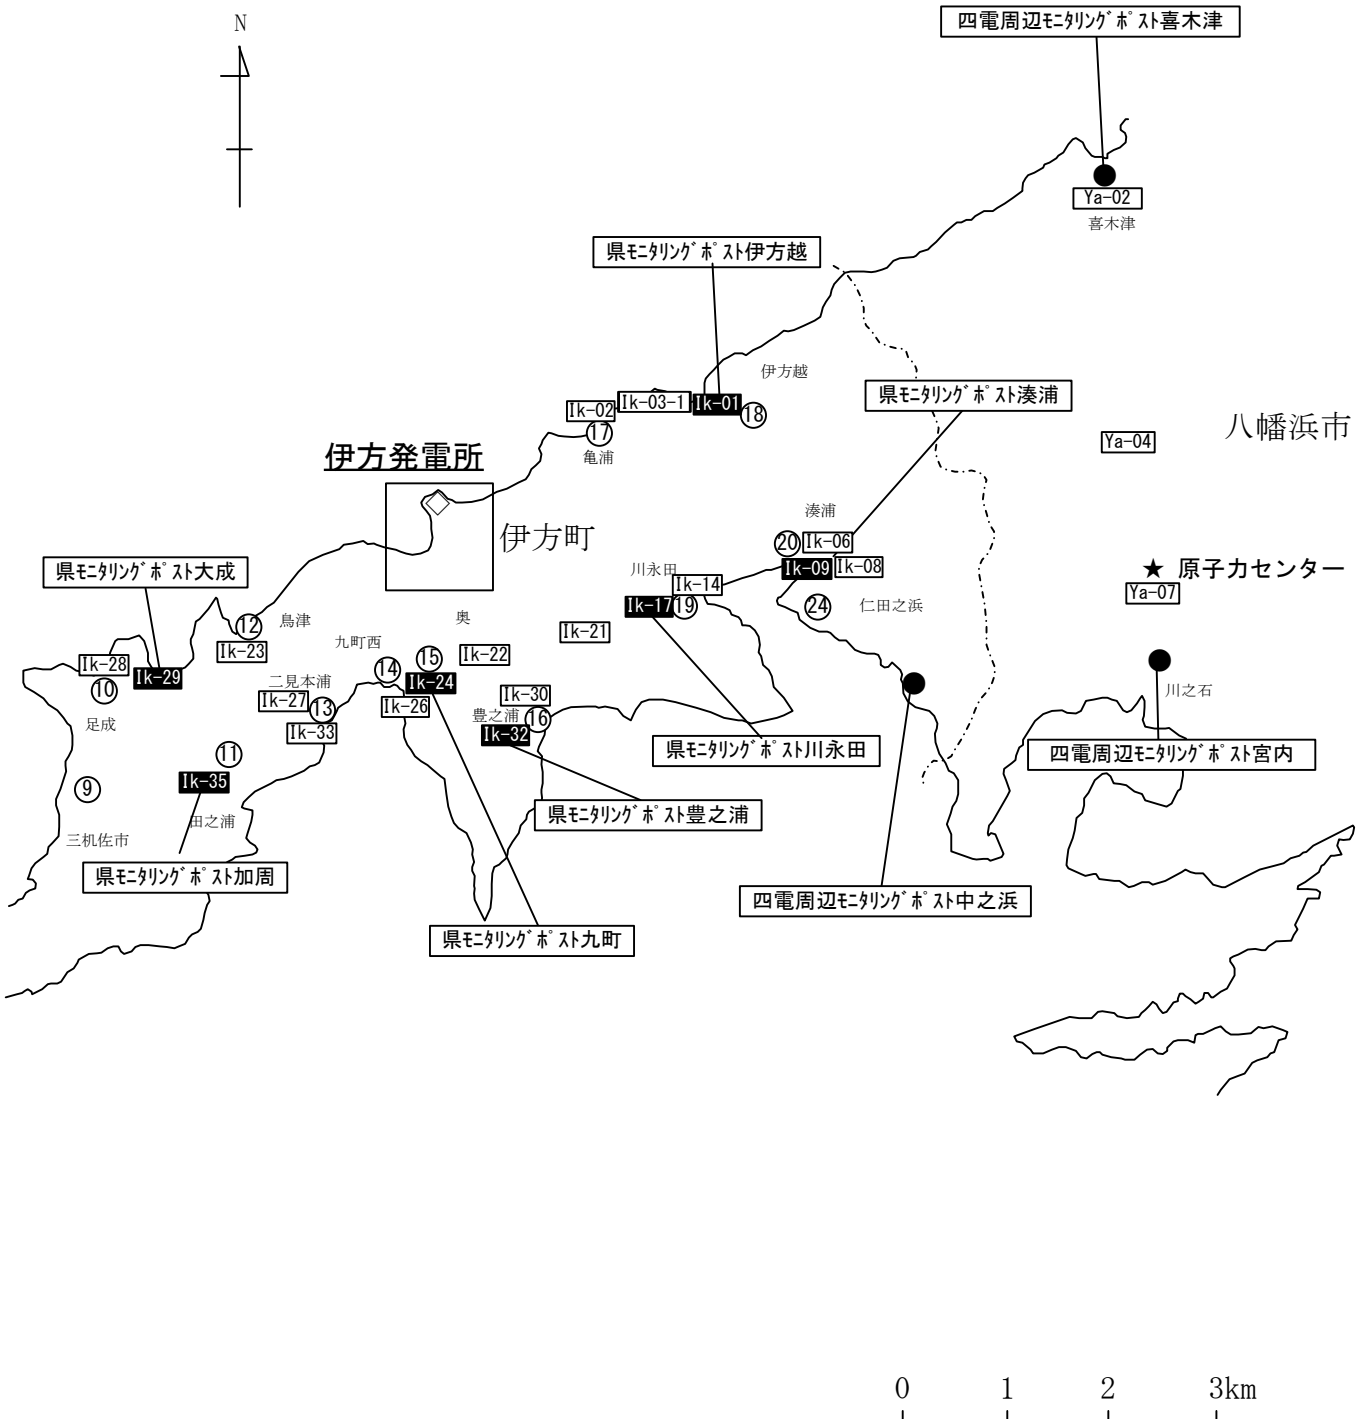 四電周辺ﾓﾆﾀﾘﾝｸﾞﾎﾟｽﾄ喜木津
N
Ya-02
喜木津
県ﾓﾆﾀﾘﾝｸﾞﾎﾟｽﾄ伊方越
伊方越
県ﾓﾆﾀﾘﾝｸﾞﾎﾟｽﾄ湊浦
Ik-02
Ik-03-1
Ik-01
⑱
⑰
亀浦
Ya-04
八幡浜市
伊方発電所
伊方町
湊浦
⑳
Ik-06
Ik-09
Ik-08
県ﾓﾆﾀﾘﾝｸﾞﾎﾟｽﾄ大成
川永田
Ik-14
Ik-17
⑲
㉔
仁田之浜
★ 原子力センター
Ya-07
⑫
鳥津
Ik-23
奥
Ik-21
九町西
⑮
Ik-22
Ik-28
Ik-29
⑩
足成
⑭
Ik-24
Ik-26
二見本浦
Ik-27
⑬
Ik-33
Ik-30
豊之浦
⑯
Ik-32
川之石
県ﾓﾆﾀﾘﾝｸﾞﾎﾟｽﾄ川永田
四電周辺ﾓﾆﾀﾘﾝｸﾞﾎﾟｽﾄ宮内
⑪
Ik-35
⑨
田之浦
三机佐市
県ﾓﾆﾀﾘﾝｸﾞﾎﾟｽﾄ豊之浦
県ﾓﾆﾀﾘﾝｸﾞﾎﾟｽﾄ加周
四電周辺ﾓﾆﾀﾘﾝｸﾞﾎﾟｽﾄ中之浜
県ﾓﾆﾀﾘﾝｸﾞﾎﾟｽﾄ九町
0 1 2 3km